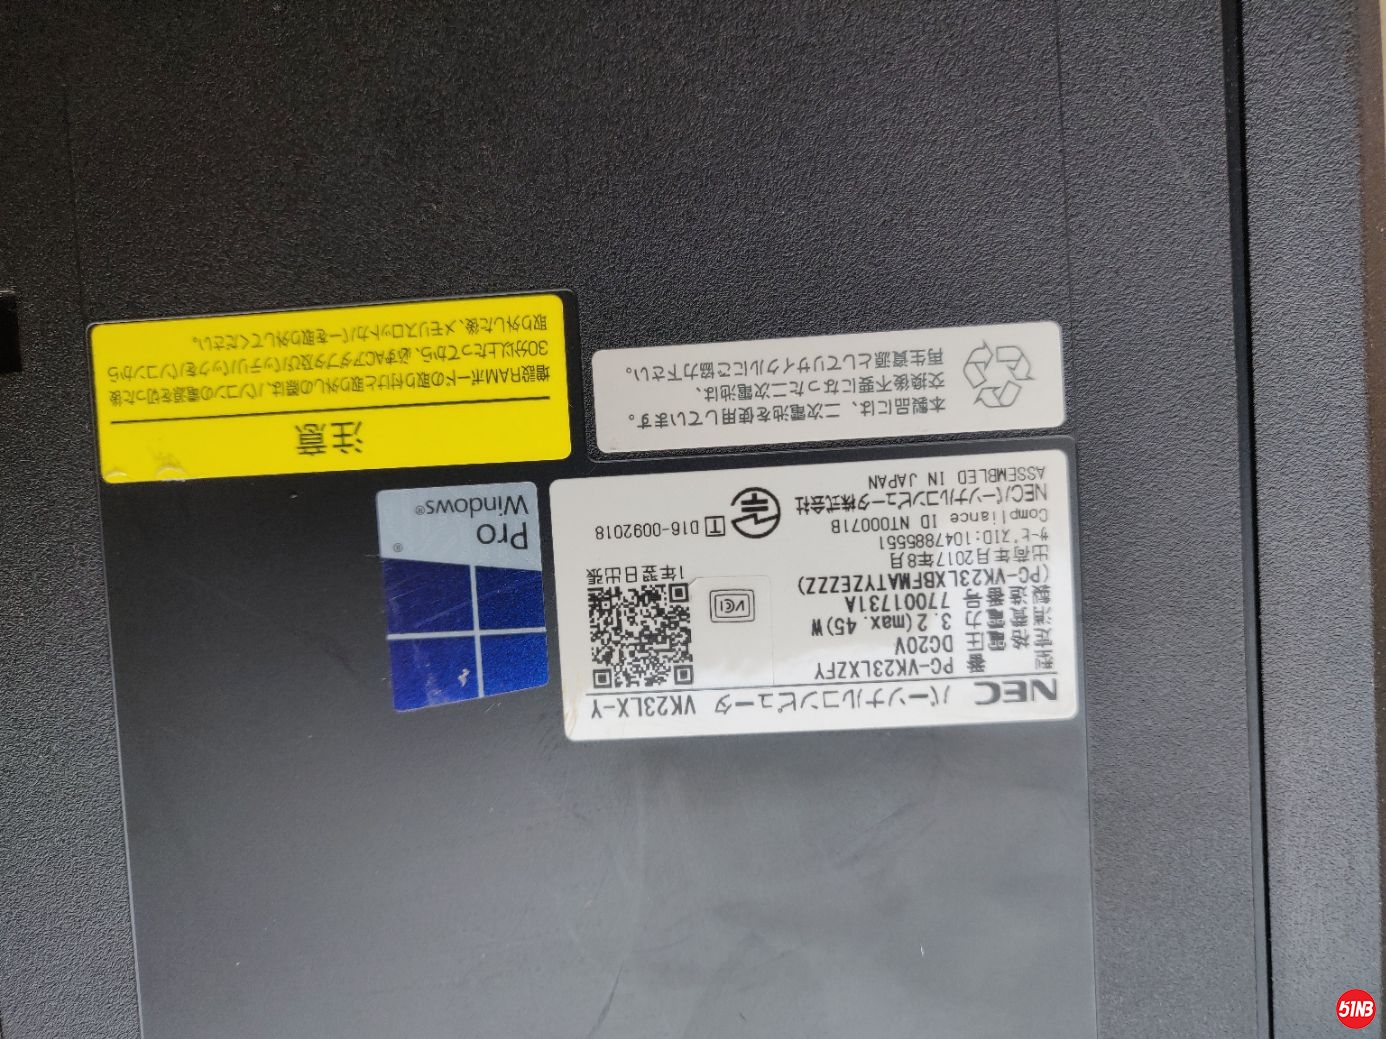 NEC パーソナルコンピュータ VK23LX-Y
型番 PC-VK23LXZFY
定格電圧 DC20V
消費電力 3.2(max.45)W
製造番号 77001731A
(PC-VK23LXBFMATYZEZZZ)
出荷年月2017年8月
サービスID:1047885551
Compliance ID NT00071B
NECパーソナルコンピュータ株式会社
ASSEMBLED IN JAPAN
VCI
1年翌日出張
T D16-0092018
本製品には、二次電池を使用しています。
交換後不要になった二次電池は、
再生資源としてリサイクルにご協力下さい。
Windows®
Pro
®
注意
増設RAMボードの取り付けと取り外しの際は、パソコンの電源を切った後
30分以上たってから、必ずACアダプタ及びバッテリパックをパソコンから
取り外した後、メモリスロットカバーを取り外してください。
51NB